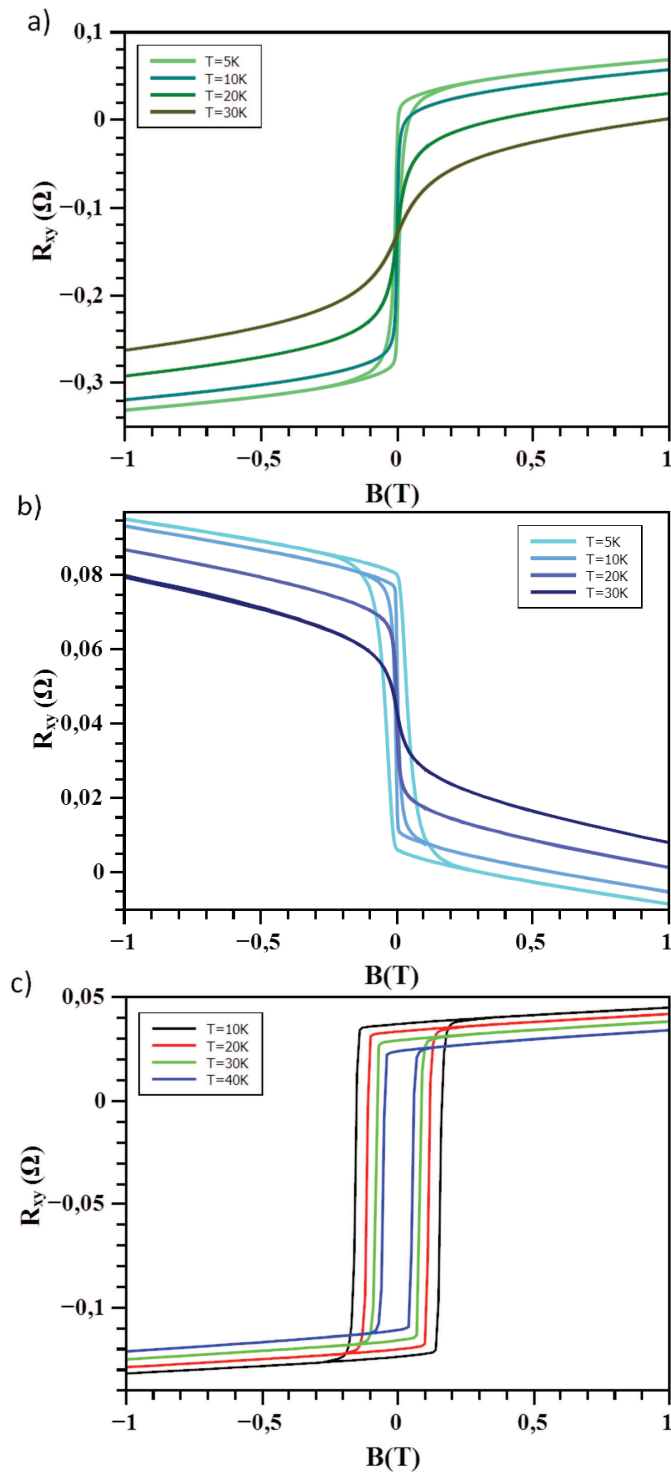 a)
0,1
0
−0,1
−0,2
−0,3
R_xy (Ω)
T=5K
T=10K
T=20K
T=30K
−1
−0,5
0
0,5
1
B(T)
b)
0,08
0,06
0,04
0,02
0
R_xy (Ω)
T=5K
T=10K
T=20K
T=30K
−1
−0,5
0
0,5
1
B(T)
c)
0,05
0
−0,05
−0,1
R_xy (Ω)
T=10K
T=20K
T=30K
T=40K
−1
−0,5
0
0,5
1
B(T)